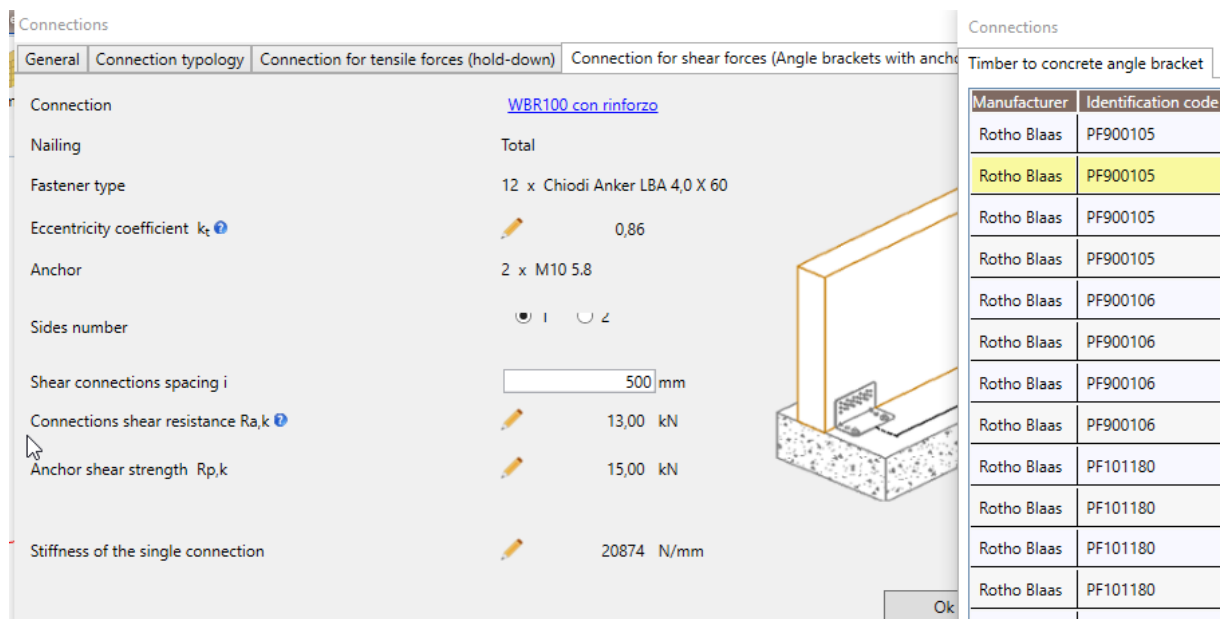 Connections
General Connection typology Connection for tensile forces (hold-down) Connection for shear forces (Angle brackets with
Connection WBR100 con rinforzo
Nailing Total
Fastener type 12 x Chiodi Anker LBA 4,0 X 60
Eccentricity coefficient kt 0,86
Anchor 2 x M10 5.8
Sides number 1 2
Shear connections spacing i 500 mm
Connections shear resistance Ra,k 13,00 kN
Anchor shear strength Rp,k 15,00 kN
Stiffness of the single connection 20874 N/mm
Ok
Connections
Timber to concrete angle bracket
Manufacturer Identification code
Rotho Blaas PF900105
Rotho Blaas PF900105
Rotho Blaas PF900105
Rotho Blaas PF900105
Rotho Blaas PF900106
Rotho Blaas PF900106
Rotho Blaas PF900106
Rotho Blaas PF900106
Rotho Blaas PF101180
Rotho Blaas PF101180
Rotho Blaas PF101180
Rotho Blaas PF101180